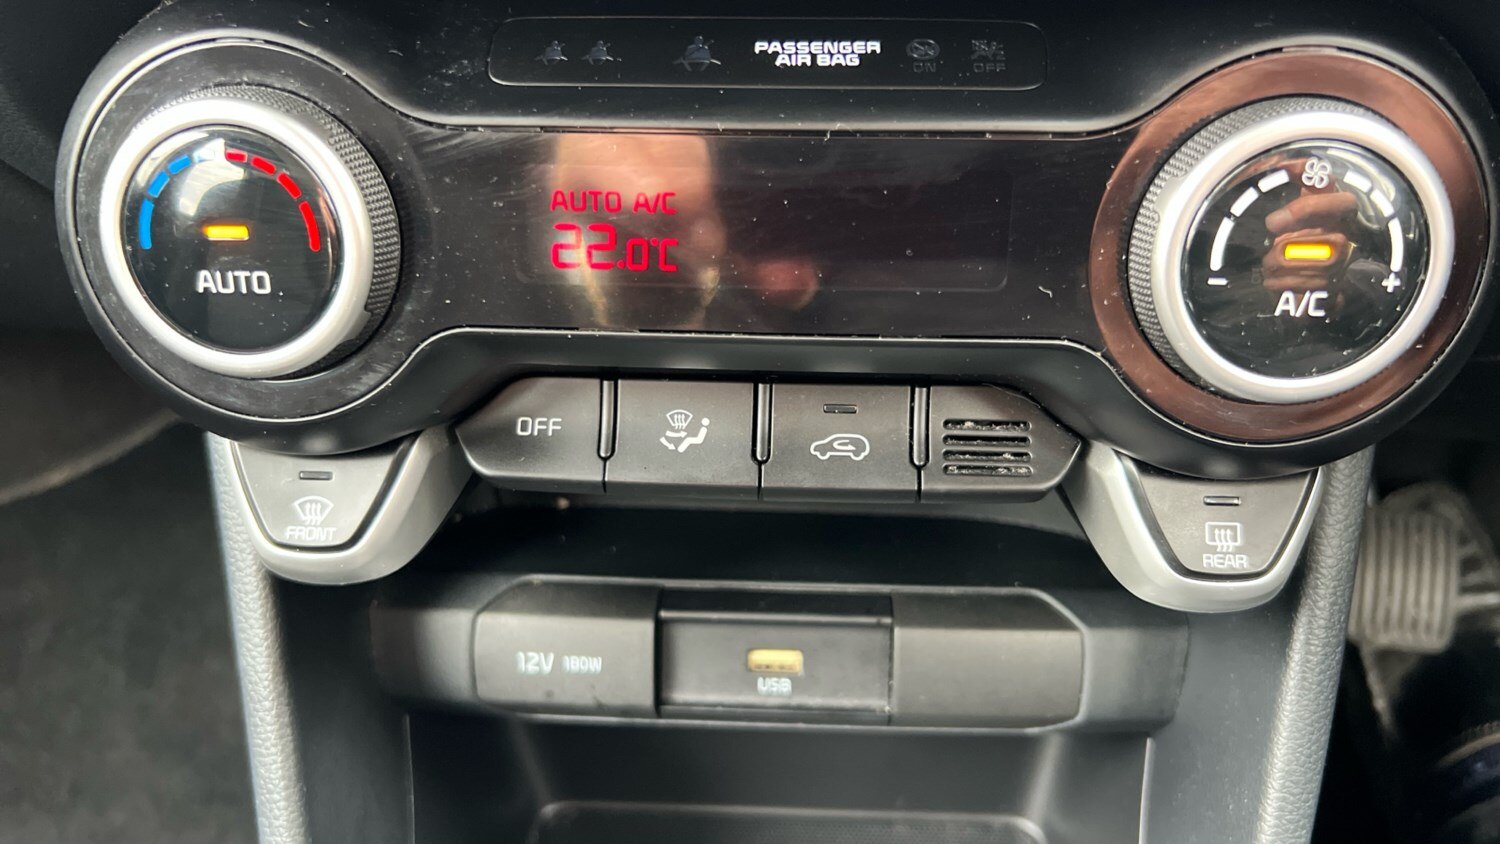 PASSENGER
AIR BAG
ON
OFF
AUTO A/C
22.0°C
AUTO
- +
A/C
OFF
FRONT
REAR
12V 180W
USB